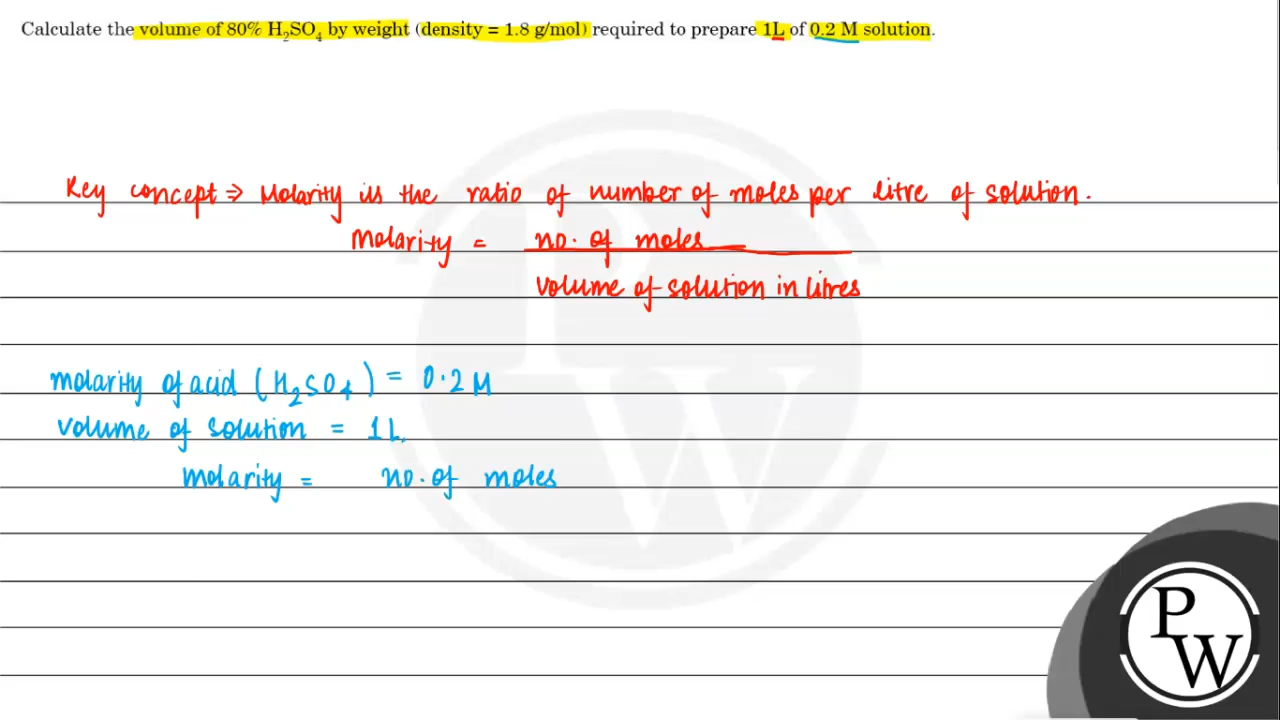 Calculate the volume of 80% H₂SO₄ by weight (density = 1.8 g/mol) required to prepare 1L of 0.2 M solution.
Key concept ⇒ Molarity is the ratio of number of moles per litre of solution.
Molarity = no. of moles
volume of solution in litres
molarity of acid (H₂SO₄) = 0.2 M
volume of solution = 1L
molarity = no. of moles
P
W
P
W